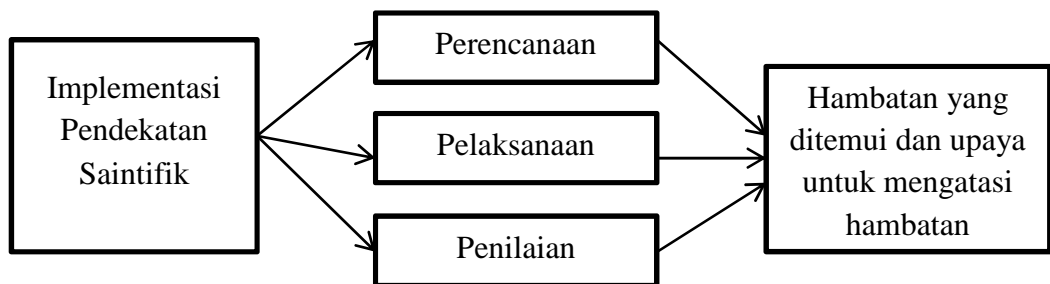 Implementasi
Pendekatan
Saintifik
Perencanaan
Pelaksanaan
Penilaian
Hambatan yang
ditemui dan upaya
untuk mengatasi
hambatan